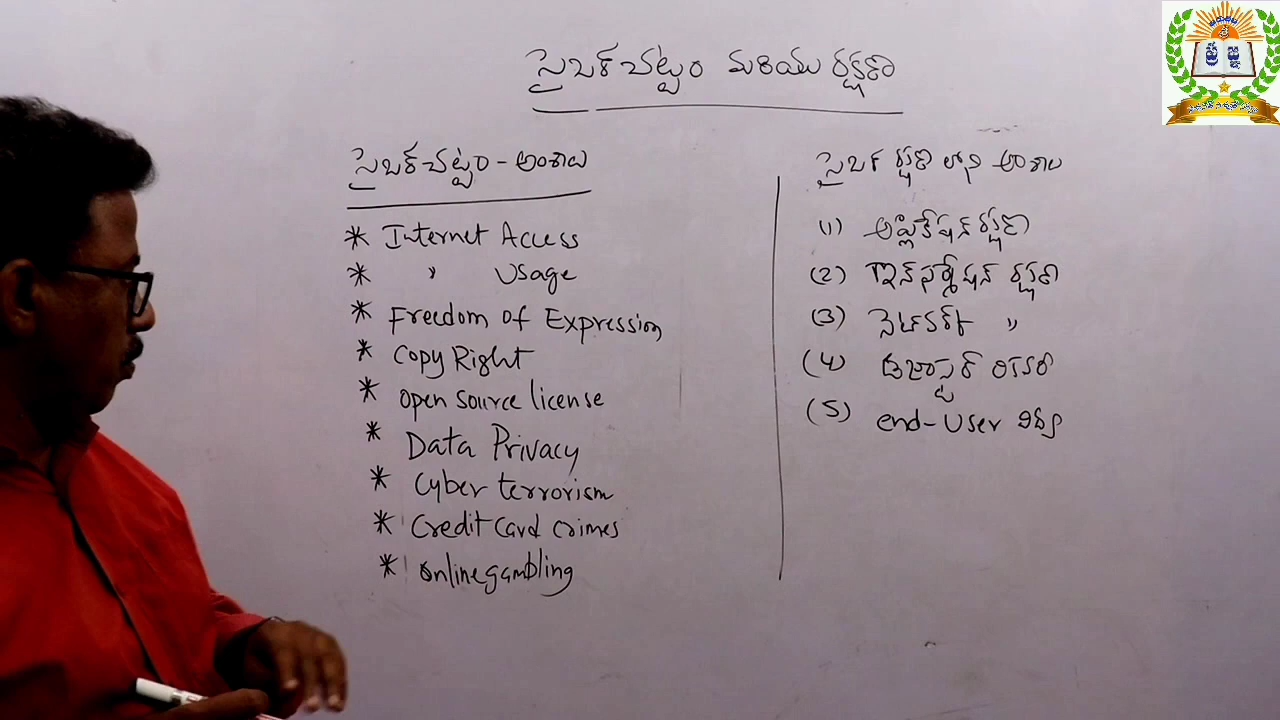 సైబర్ చట్టం మరియు రక్షణ
సైబర్ చట్టం - అంశాలు
* Internet Access
* " Usage
* Freedom of Expression
* Copy Right
* open source license
* Data Privacy
* Cyber terrorism
* Credit Card Crimes
* online gambling
సైబర్ రక్షణ లోని అంశాలు
(1) అప్లికేషన్ రక్షణ
(2) ఇన్ఫర్మేషన్ రక్షణ
(3) నెట్‌వర్క్ "
(4) డిజాస్టర్ రికవరీ
(5) end-User విద్య
ప్రజ్ఞ